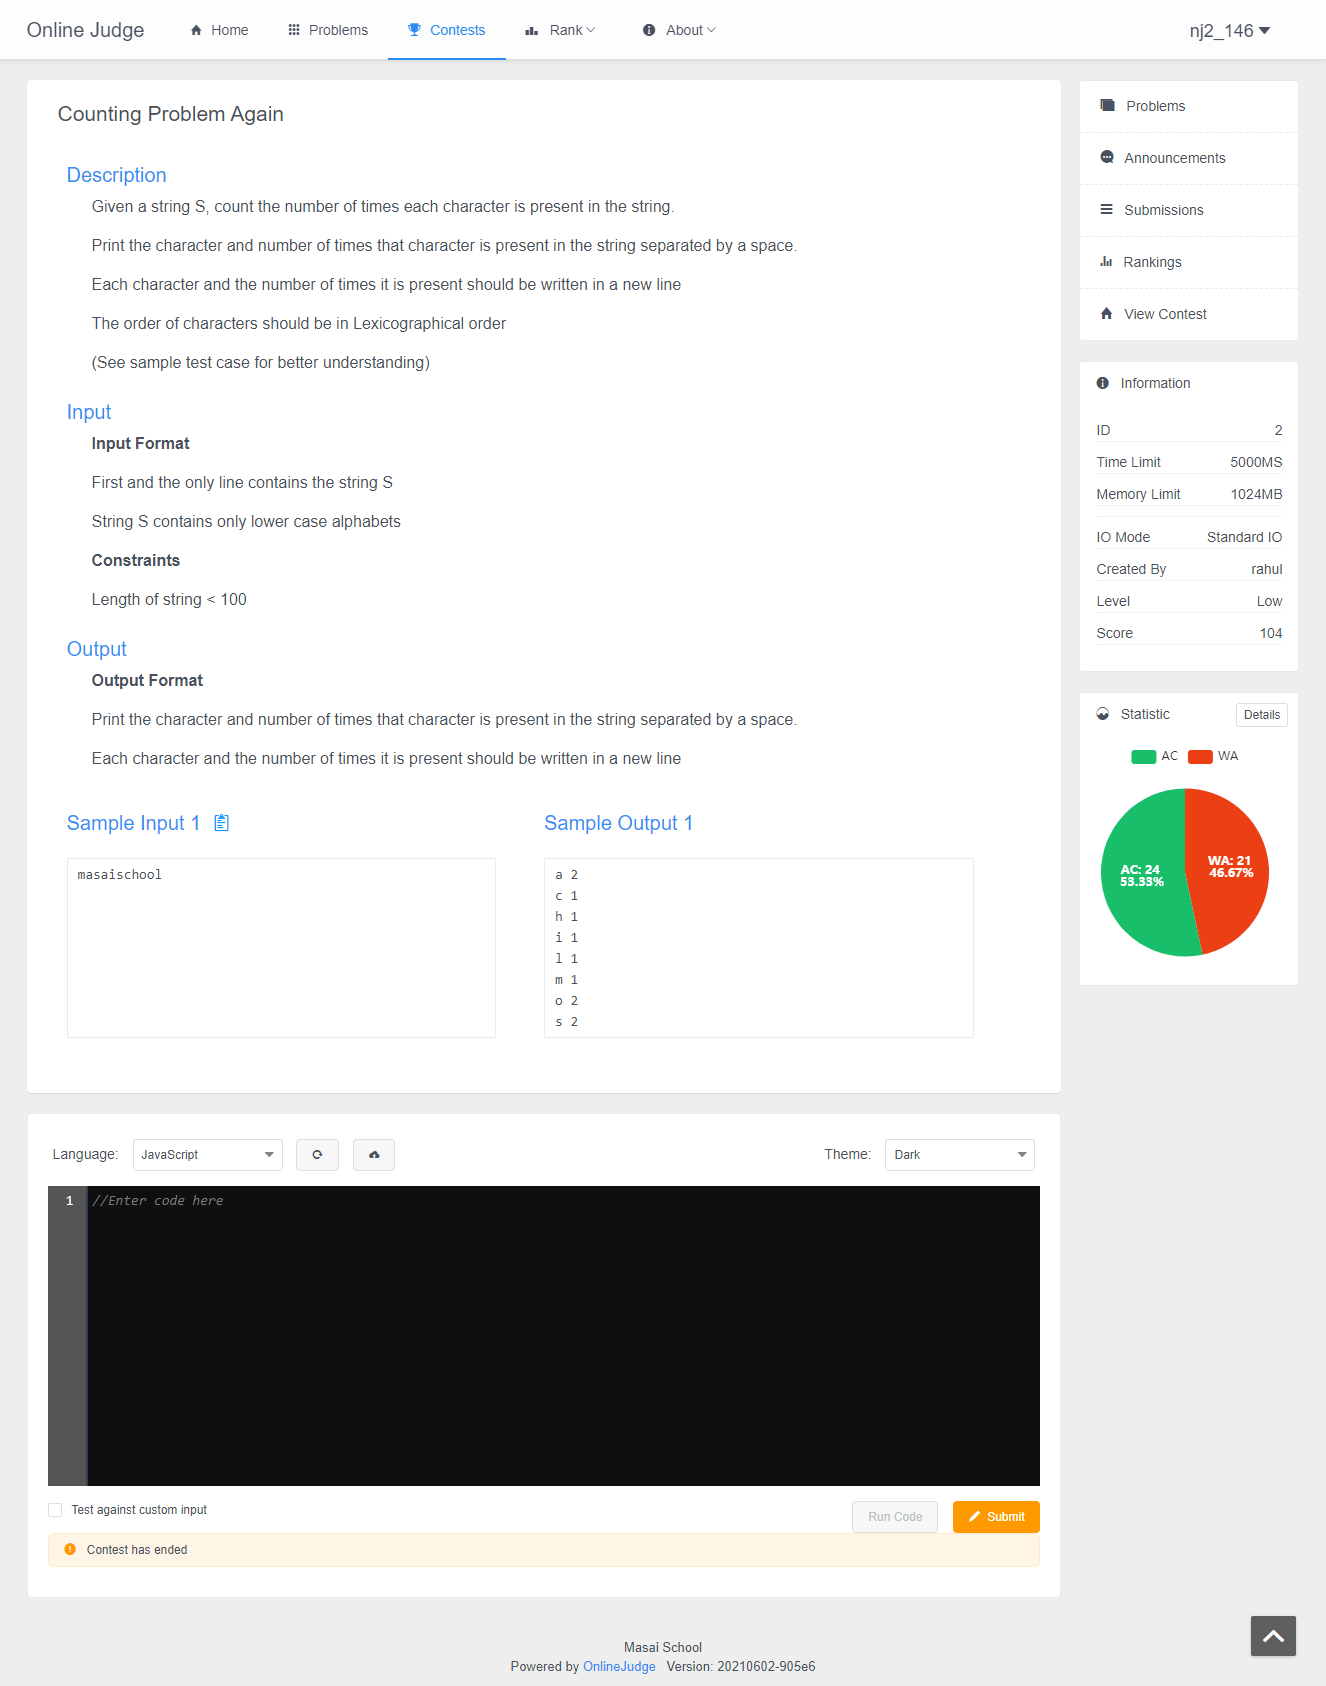 Online Judge
Home
Problems
Contests
Rank
About
nj2_146
Counting Problem Again
Description
Given a string S, count the number of times each character is present in the string.
Print the character and number of times that character is present in the string separated by a space.
Each character and the number of times it is present should be written in a new line
The order of characters should be in Lexicographical order
(See sample test case for better understanding)
Input
Input Format
First and the only line contains the string S
String S contains only lower case alphabets
Constraints
Length of string < 100
Output
Output Format
Print the character and number of times that character is present in the string separated by a space.
Each character and the number of times it is present should be written in a new line
Sample Input 1
masaischool
Sample Output 1
a 2
c 1
h 1
i 1
l 1
m 1
o 2
s 2
Language:
JavaScript
Theme:
Dark
1
//Enter code here
Test against custom input
Run Code
Submit
Contest has ended
Problems
Announcements
Submissions
Rankings
View Contest
Information
ID 2
Time Limit 5000MS
Memory Limit 1024MB
IO Mode Standard IO
Created By rahul
Level Low
Score 104
Statistic
Details
AC WA
AC: 24
53.33%
WA: 21
46.67%
Masai School
Powered by OnlineJudge Version: 20210602-905e6